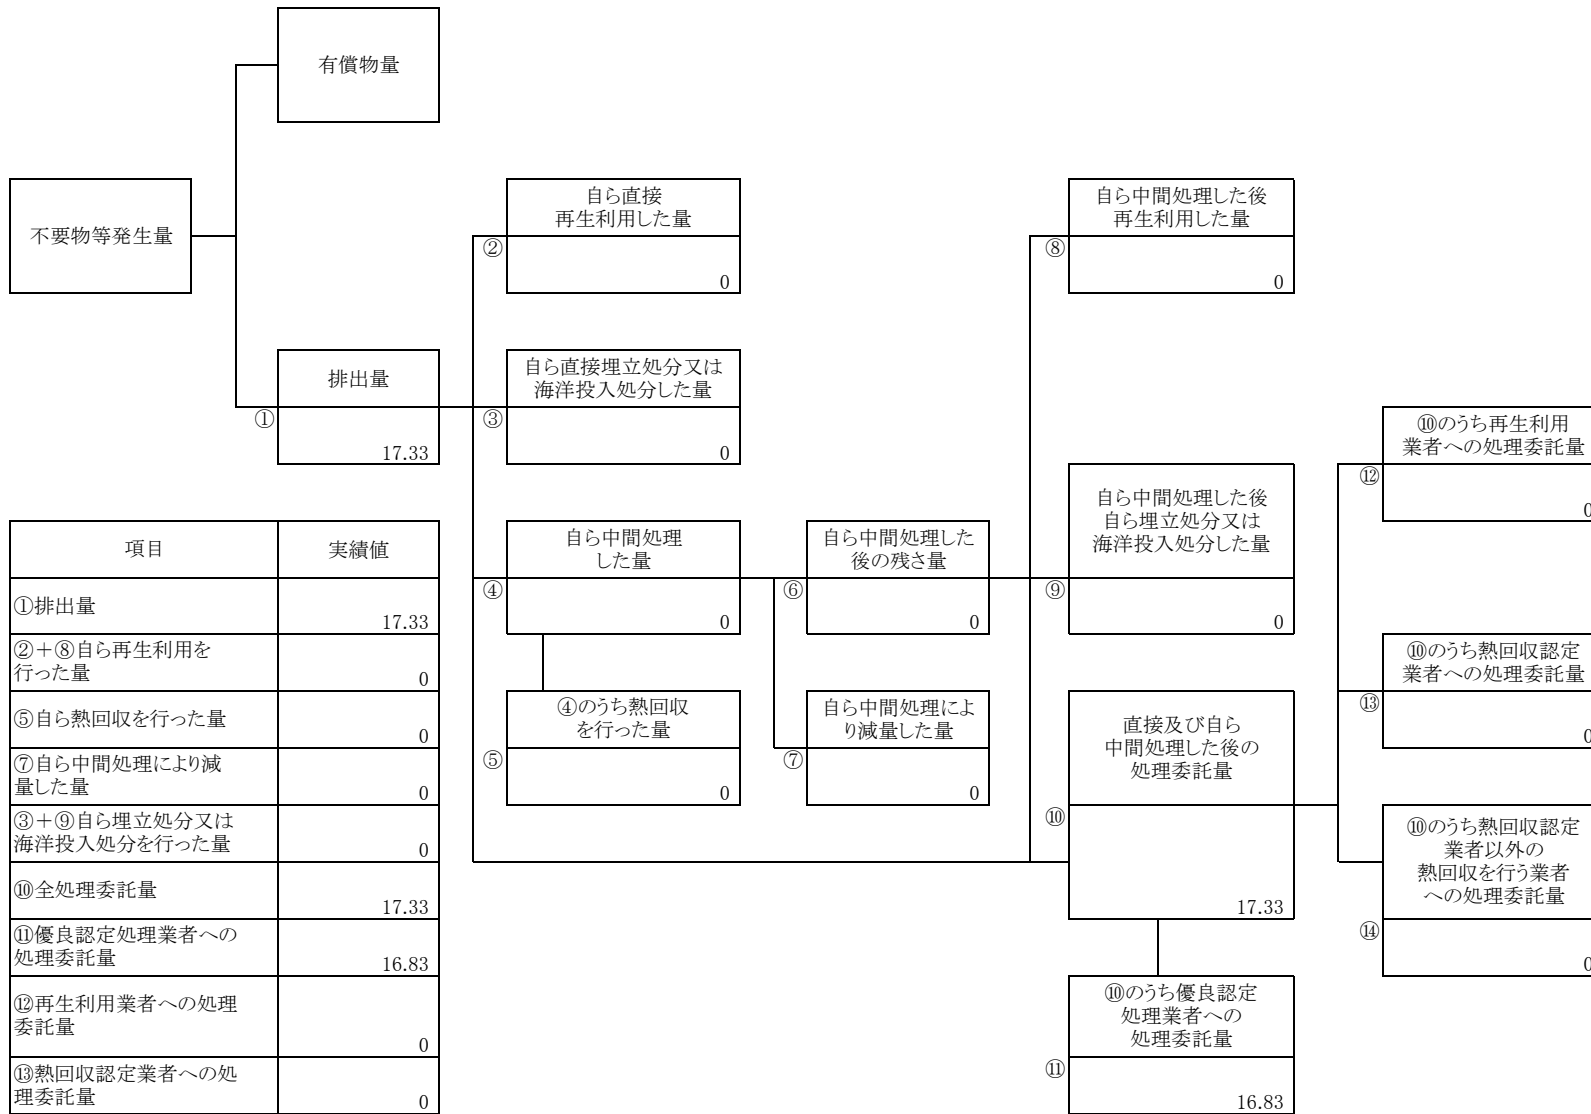 有償物量
不要物等発生量
自ら直接
再生利用した量
②
0
自ら中間処理した後
再生利用した量
⑧
0
排出量
①
17.33
自ら直接埋立処分又は
海洋投入処分した量
③
0
⑩のうち再生利用
業者への処理委託量
⑫
0
自ら中間処理した後
自ら埋立処分又は
海洋投入処分した量
⑨
0
自ら中間処理
した量
④
0
自ら中間処理した
後の残さ量
⑥
0
⑩のうち熱回収認定
業者への処理委託量
⑬
0
④のうち熱回収
を行った量
⑤
0
自ら中間処理によ
り減量した量
⑦
0
直接及び自ら
中間処理した後の
処理委託量
⑩
17.33
⑩のうち熱回収認定
業者以外の
熱回収を行う業者
への処理委託量
⑭
0
⑩のうち優良認定
処理業者への
処理委託量
⑪
16.83
項目 実績値
①排出量
17.33
②＋⑧自ら再生利用を
行った量
0
⑤自ら熱回収を行った量
0
⑦自ら中間処理により減
量した量
0
③＋⑨自ら埋立処分又は
海洋投入処分を行った量
0
⑩全処理委託量
17.33
⑪優良認定処理業者への
処理委託量
16.83
⑫再生利用業者への処理
委託量
0
⑬熱回収認定業者への処
理委託量
0